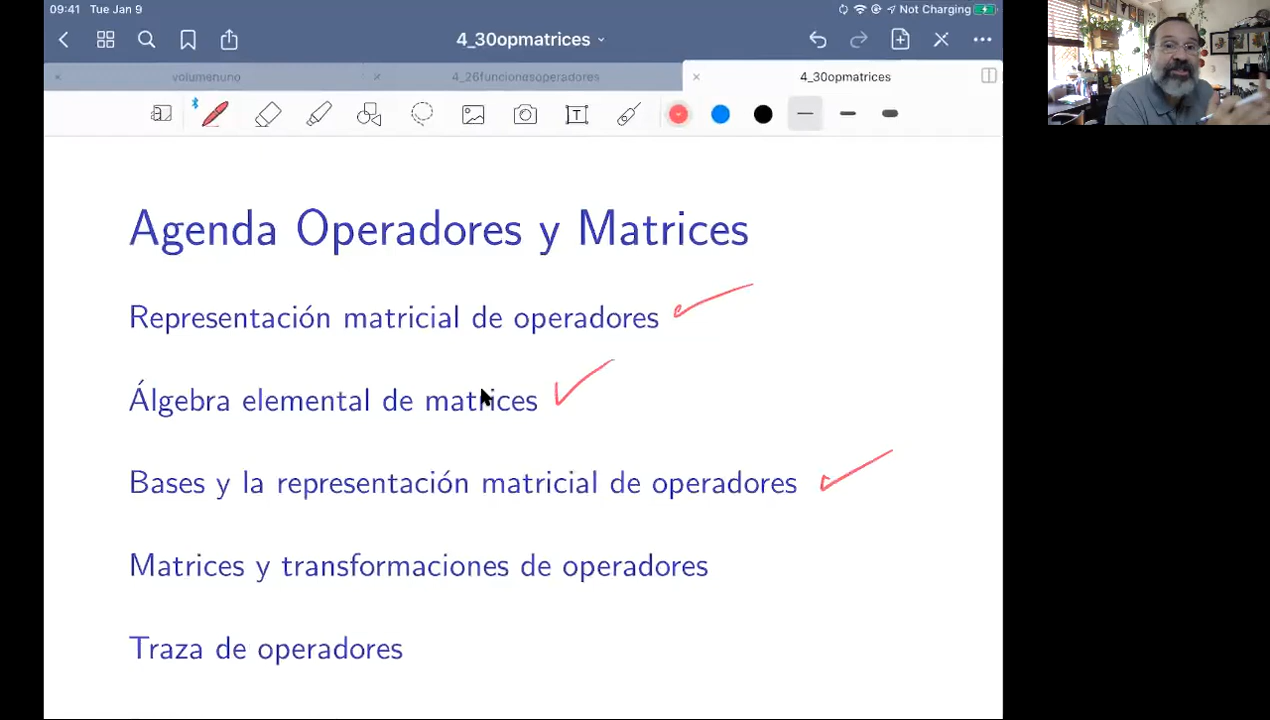 09:41 Tue Jan 9
Not Charging
4_30opmatrices
volumenuno
4_26funcionasoperadores
4_30opmatrices
T
Agenda Operadores y Matrices
Representación matricial de operadores
Álgebra elemental de matrices
Bases y la representación matricial de operadores
Matrices y transformaciones de operadores
Traza de operadores